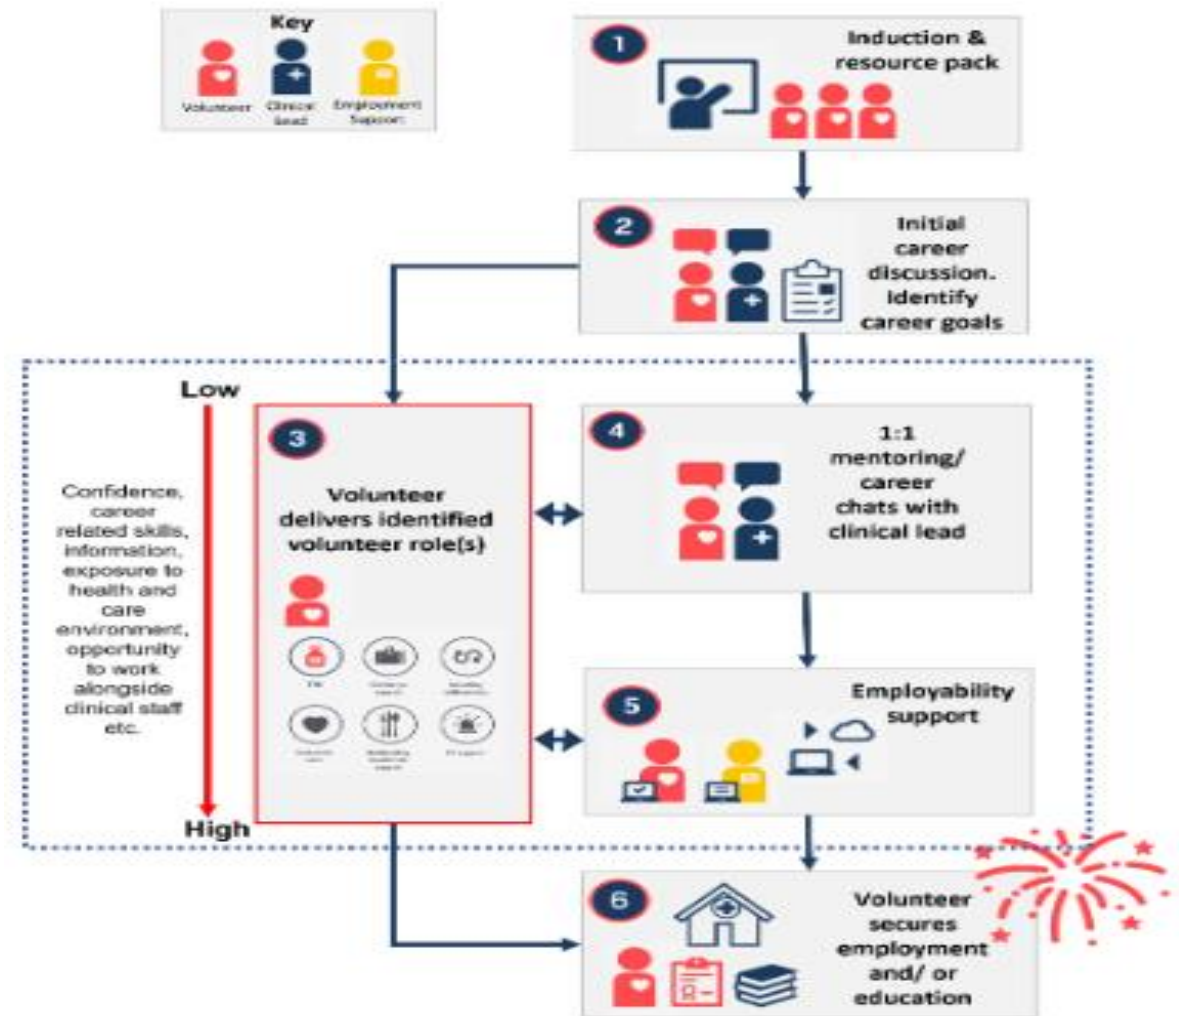 Key
Volunteer
Clinical
Lead
Employment
Support
1
Induction &
resource pack
2
Initial
career
discussion.
Identify
career goals
Low
Confidence,
career
related skills,
information,
exposure to
health and
care
environment,
opportunity
to work
alongside
clinical staff
etc.
High
3
Volunteer
delivers identified
volunteer role(s)
4
1:1
mentoring/
career
chats with
clinical lead
5
Employability
support
6
Volunteer
secures
employment
and/ or
education